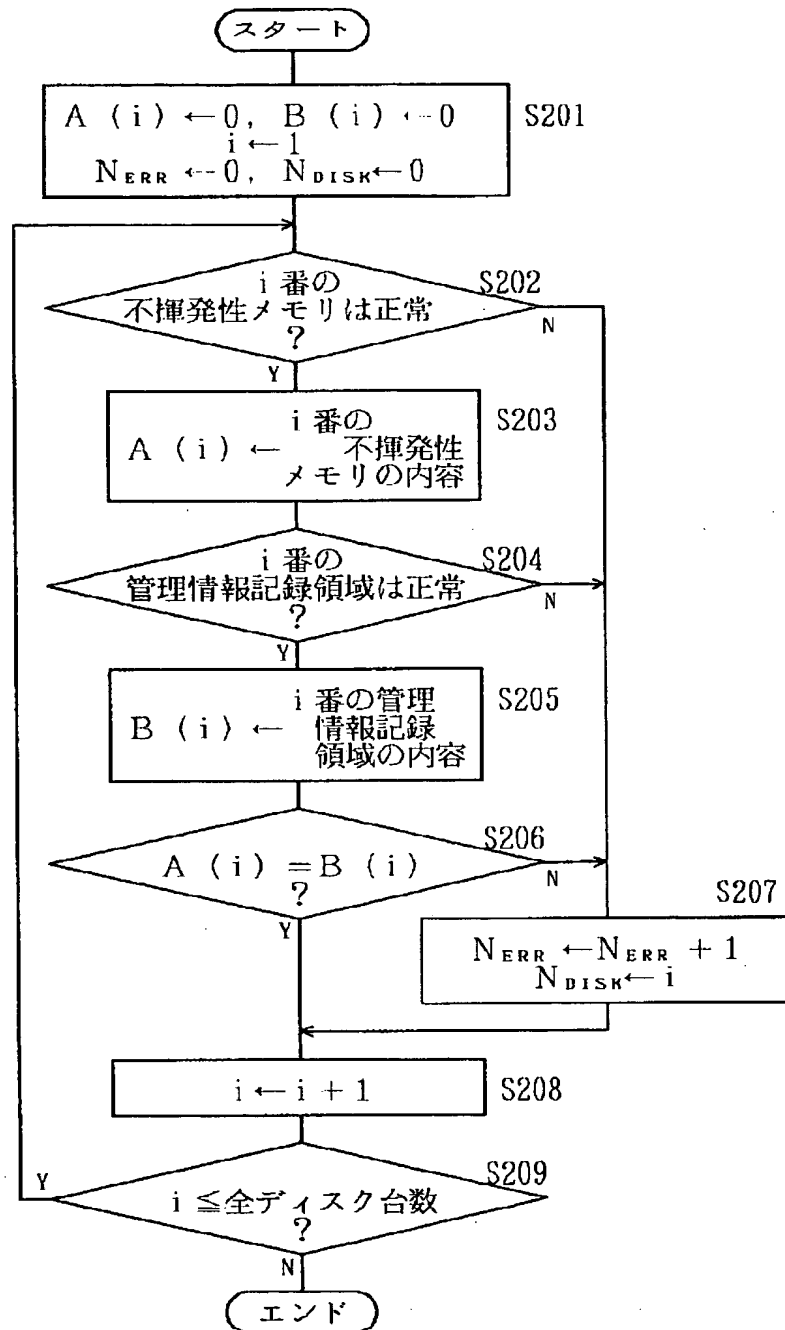 スタート
A (i) ←0, B (i) ←0
i ←1
NERR ←0, NDISK←0
S201
i 番の
不揮発性メモリは正常
?
S202
N
Y
i 番の
A (i) ← 不揮発性
メモリの内容
S203
i 番の
管理情報記録領域は正常
?
S204
N
Y
i 番の管理
B (i) ← 情報記録
領域の内容
S205
A (i) =B (i)
?
S206
N
Y
S207
NERR ←NERR + 1
NDISK← i
i ← i + 1
S208
i ≦全ディスク台数
?
S209
Y
N
エンド